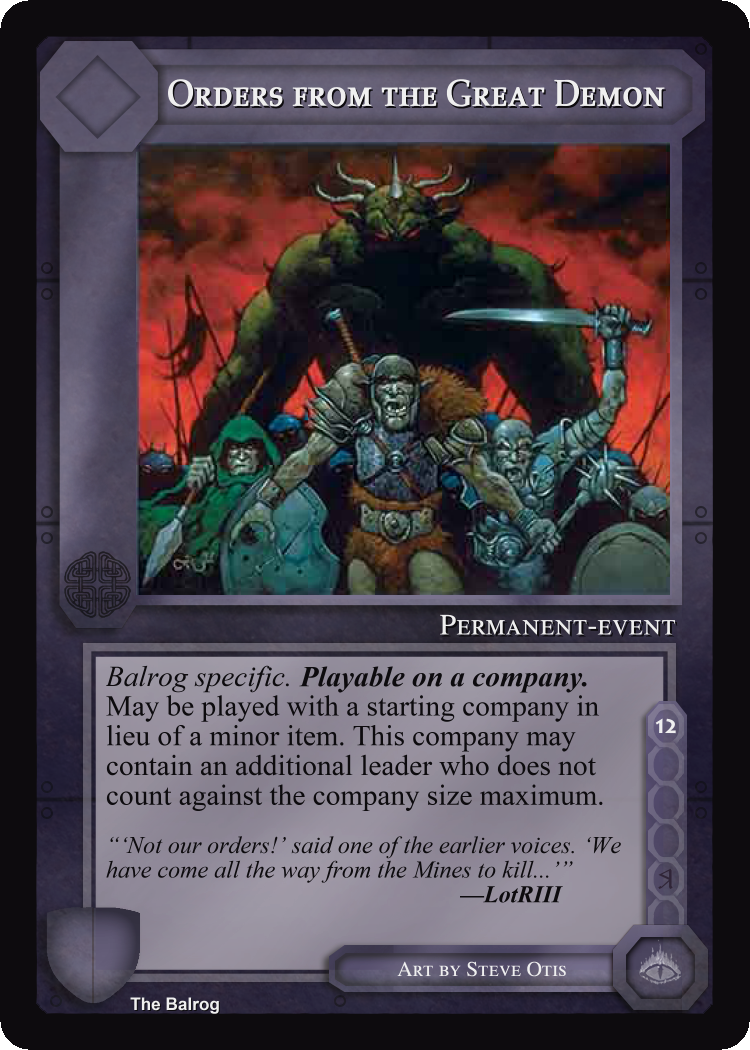 Orders from the Great Demon
Permanent-event
Balrog specific. Playable on a company.
May be played with a starting company in
lieu of a minor item. This company may
contain an additional leader who does not
count against the company size maximum.
12
“‘Not our orders!’ said one of the earlier voices. ‘We
have come all the way from the Mines to kill...’”
—LotRIII
Art by Steve Otis
The Balrog